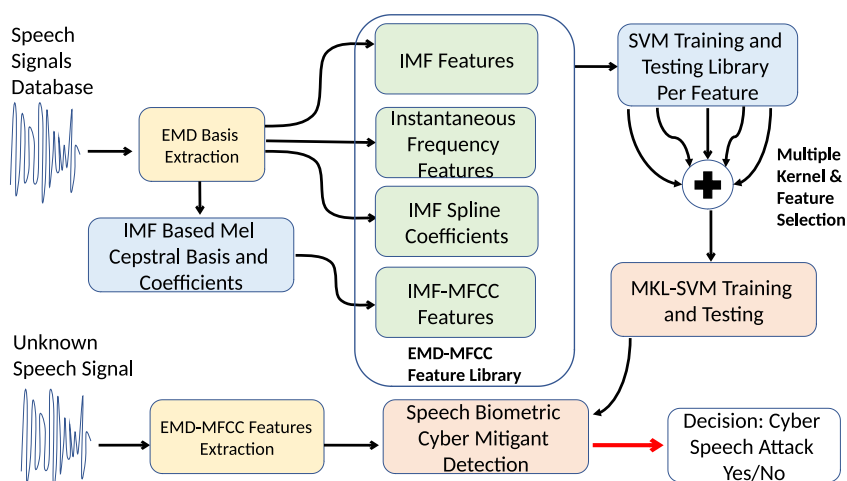 Speech
Signals
Database
EMD Basis
Extraction
IMF Based Mel
Cepstral Basis and
Coefficients
IMF Features
Instantaneous
Frequency
Features
IMF Spline
Coefficients
IMF-MFCC
Features
EMD-MFCC
Feature Library
SVM Training and
Testing Library
Per Feature
Multiple
Kernel &
Feature
Selection
MKL-SVM Training
and Testing
Unknown
Speech Signal
EMD-MFCC Features
Extraction
Speech Biometric
Cyber Mitigant
Detection
Decision: Cyber
Speech Attack
Yes/No